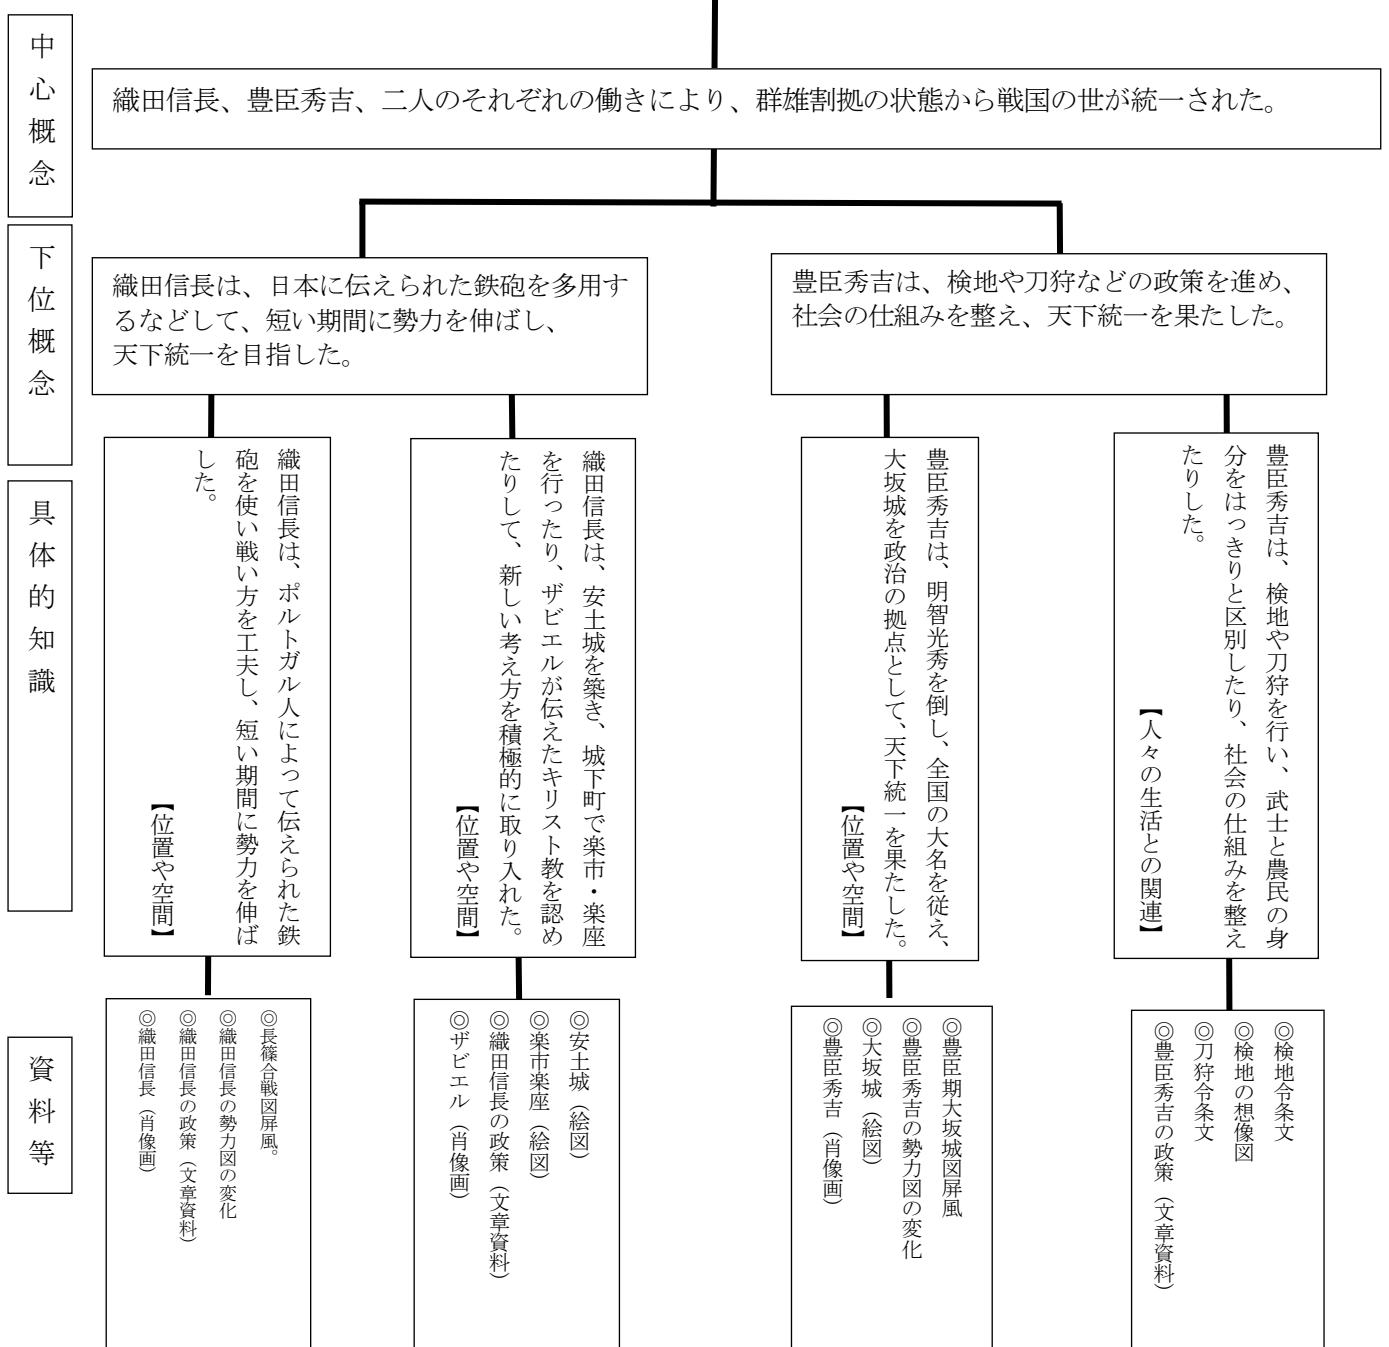 中心概念
織田信長、豊臣秀吉、二人のそれぞれの働きにより、群雄割拠の状態から戦国の世が統一された。
下位概念
織田信長は、日本に伝えられた鉄砲を多用す
るなどして、短い期間に勢力を伸ばし、
天下統一を目指した。
豊臣秀吉は、検地や刀狩などの政策を進め、
社会の仕組みを整え、天下統一を果たした。
具体的知識
織田信長は、ポルトガル人によって伝えられた鉄
砲を使い戦い方を工夫し、短い期間に勢力を伸ば
した。
【位置や空間】
織田信長は、安土城を築き、城下町で楽市・楽座
を行ったり、ザビエルが伝えたキリスト教を認め
たりして、新しい考え方を積極的に取り入れた。
【位置や空間】
豊臣秀吉は、明智光秀を倒し、全国の大名を従え、
大坂城を政治の拠点として、天下統一を果たした。
【位置や空間】
豊臣秀吉は、検地や刀狩を行い、武士と農民の身
分をはっきりと区別したり、社会の仕組みを整え
たりした。
【人々の生活との関連】
資料等
◎長篠合戦図屏風。
◎織田信長の勢力図の変化
◎織田信長の政策（文章資料）
◎織田信長（肖像画）
◎安土城（絵図）
◎楽市楽座（絵図）
◎織田信長の政策（文章資料）
◎ザビエル（肖像画）
◎豊臣期大坂城図屏風
◎豊臣秀吉の勢力図の変化
◎大坂城（絵図）
◎豊臣秀吉（肖像画）
◎検地令条文
◎検地の想像図
◎刀狩令条文
◎豊臣秀吉の政策（文章資料）